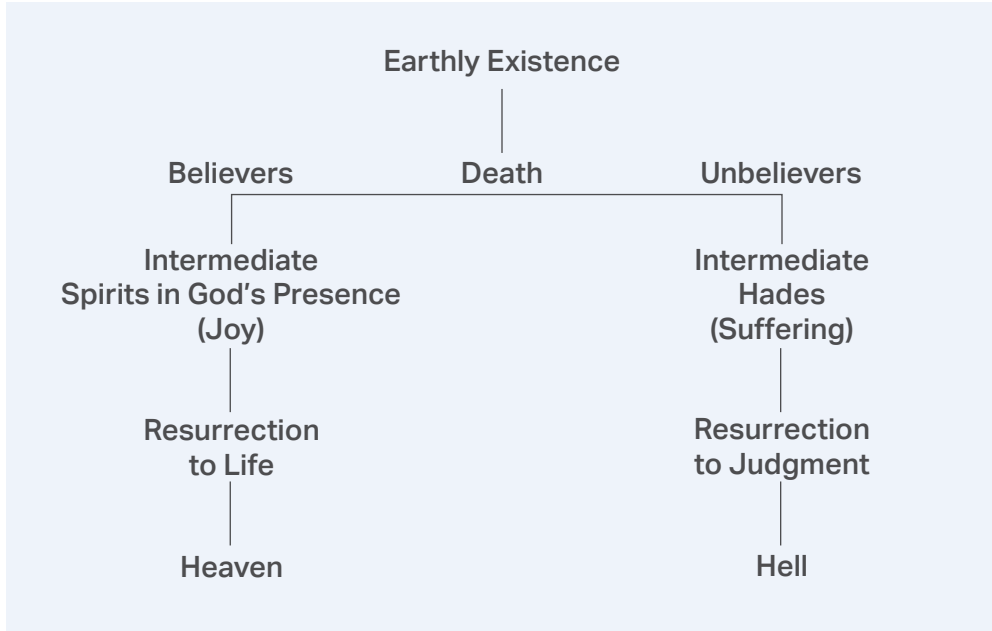 Earthly Existence
Believers
Death
Unbelievers
Intermediate
Spirits in God's Presence
(Joy)
Intermediate
Hades
(Suffering)
Resurrection
to Life
Resurrection
to Judgment
Heaven
Hell